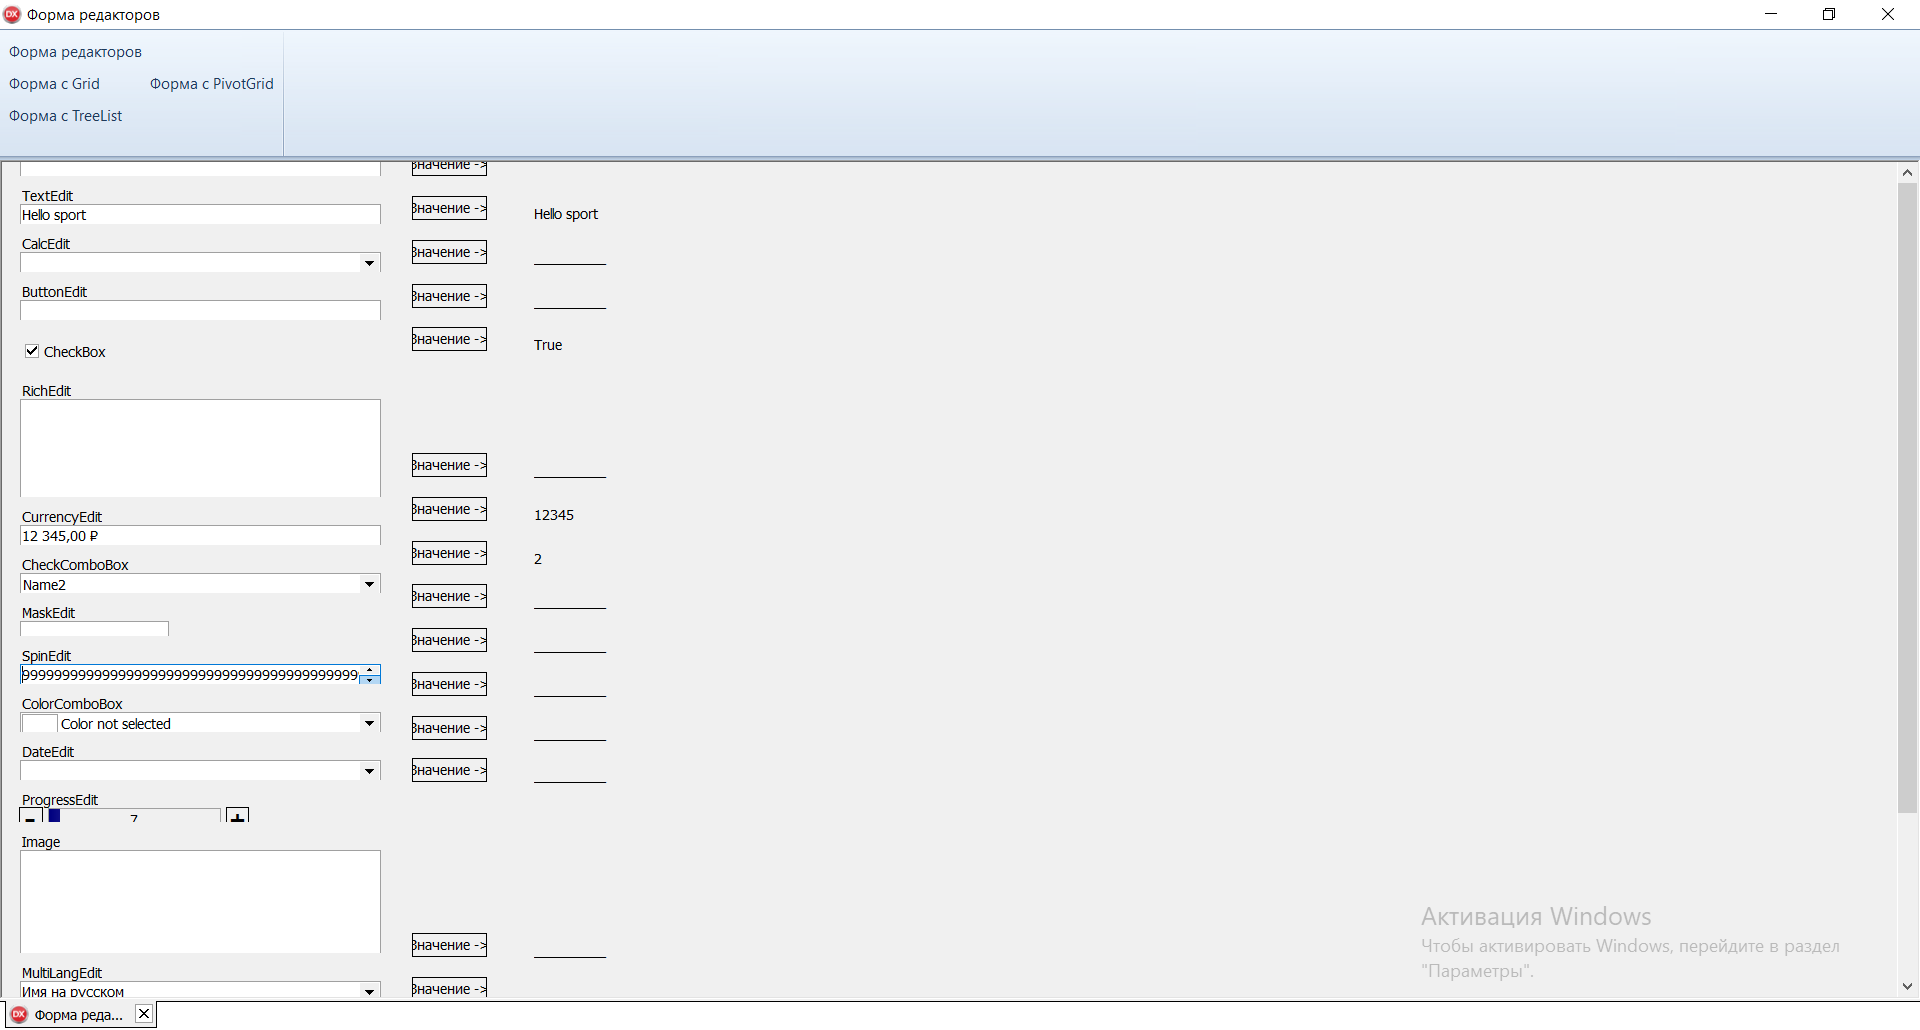 Форма редакторов
Форма редакторов
Форма с Grid
Форма с PivotGrid
Форма с TreeList
Значение ->
TextEdit
Значение ->
Hello sport
Hello sport
CalcEdit
Значение ->
ButtonEdit
Значение ->
Значение ->
True
CheckBox
RichEdit
Значение ->
CurrencyEdit
Значение ->
12345
12 345,00 ₽
CheckComboBox
Значение ->
2
Name2
MaskEdit
Значение ->
SpinEdit
Значение ->
ColorComboBox
Значение ->
Color not selected
DateEdit
Значение ->
Значение ->
ProgressEdit
-
7
+
Image
Значение ->
MultiLangEdit
Значение ->
Имя на русском
Активация Windows
Чтобы активировать Windows, перейдите в раздел
"Параметры".
Форма реда...